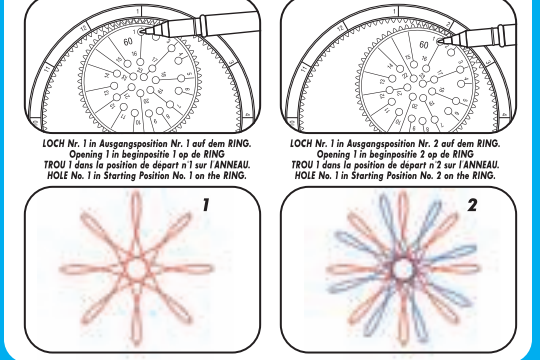 60
60
LOCH Nr. 1 in Ausgangsposition Nr. 1 auf dem RING.
Opening 1 in beginpositie 1 op de RING
TROU 1 dans la position de départ n°1 sur l'ANNEAU.
HOLE No. 1 in Starting Position No. 1 on the RING.
LOCH Nr. 1 in Ausgangsposition Nr. 2 auf dem RING.
Opening 1 in beginpositie 2 op de RING
TROU 1 dans la position de départ n°2 sur l'ANNEAU.
HOLE No. 1 in Starting Position No. 2 on the RING.
1
2